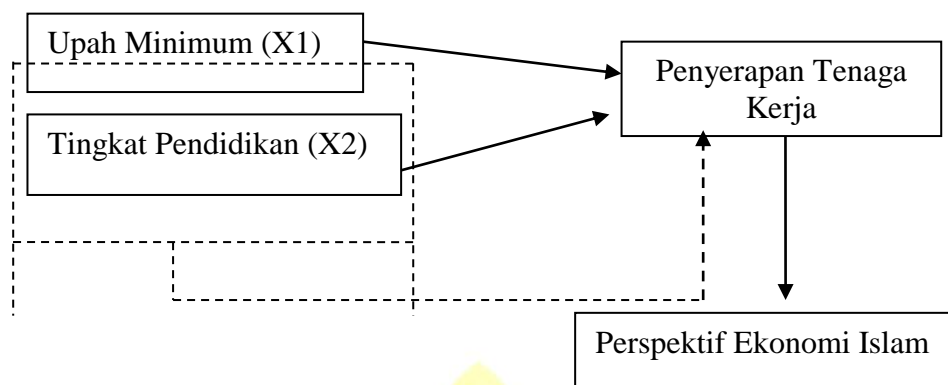 Upah Minimum (X1)
Tingkat Pendidikan (X2)
Penyerapan Tenaga
Kerja
Perspektif Ekonomi Islam